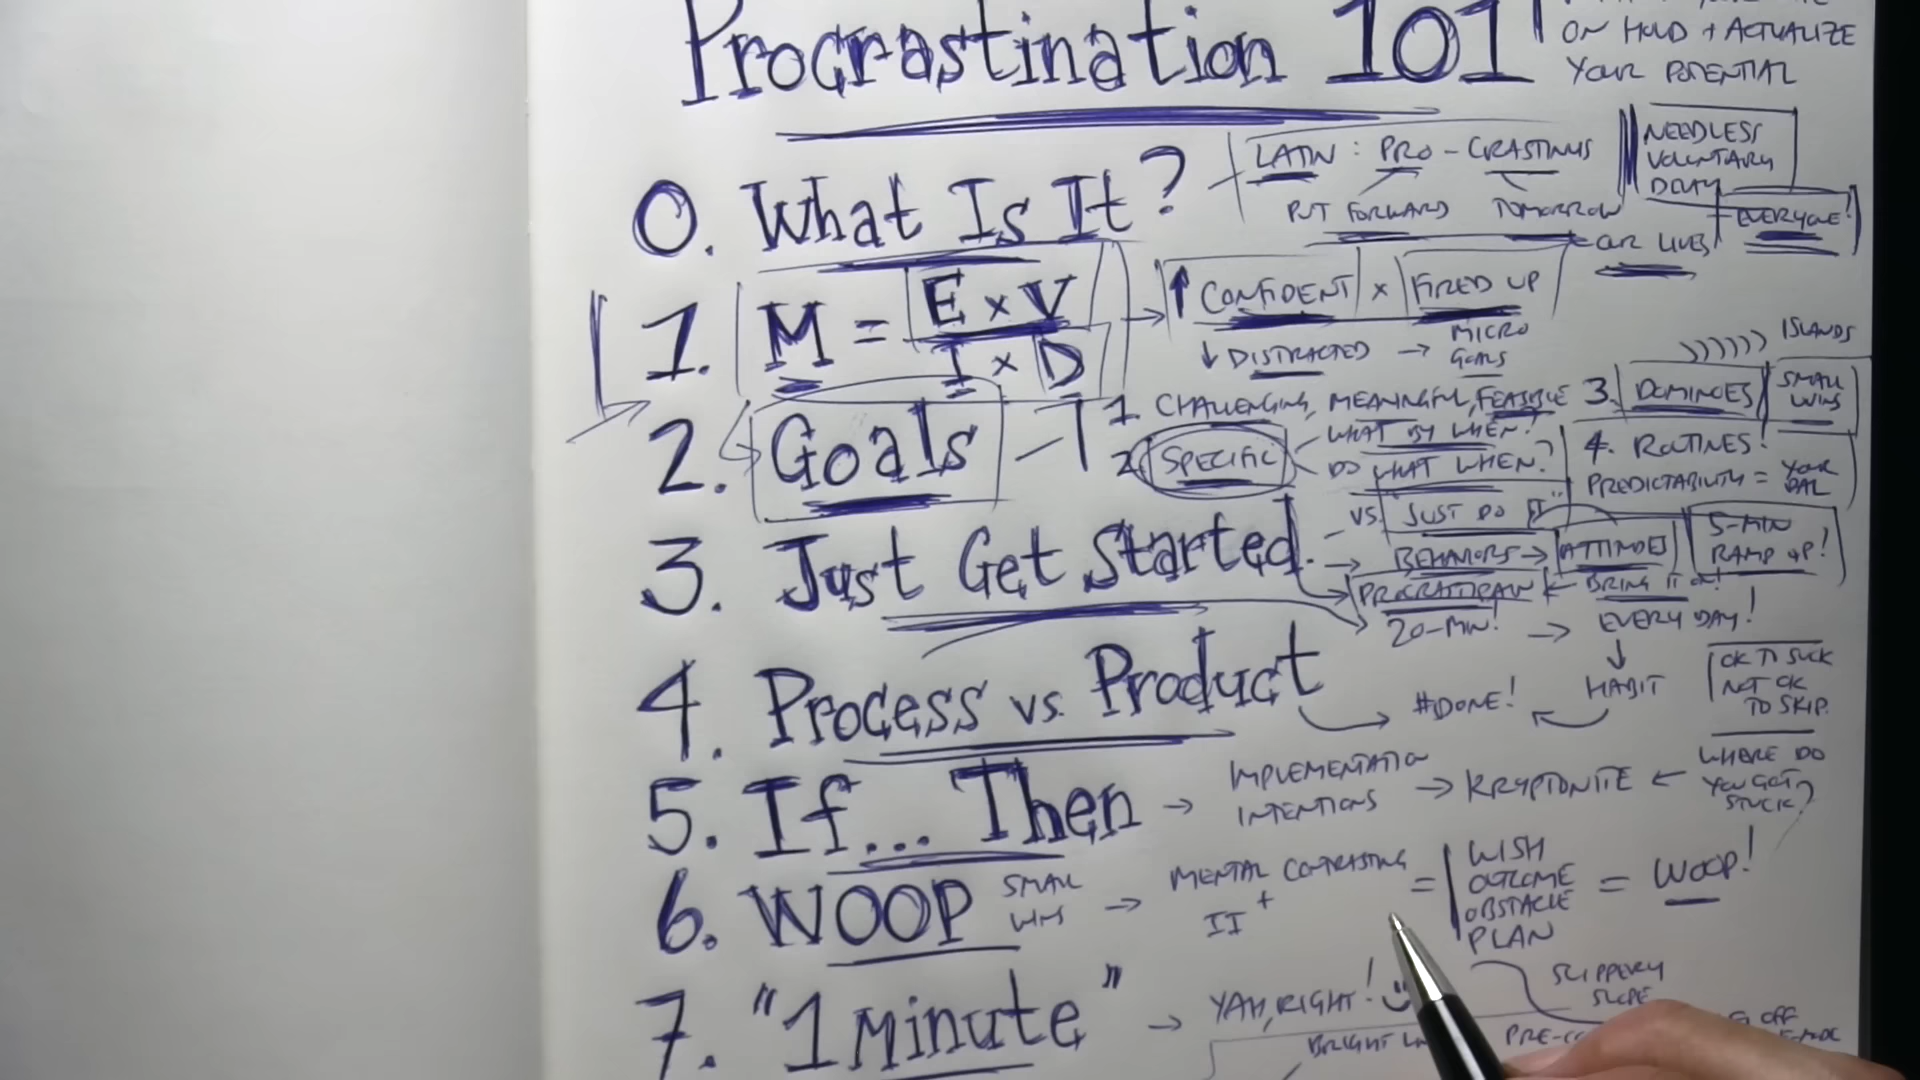 Procrastination 101
ON HOLD + ACTUALIZE
YOUR POTENTIAL
0. What Is It?
LATIN: PRO - CRASTINUS
PUT FORWARD TOMORROW
OUR LIVES
NEEDLESS
VOLUNTARY
DELAY
EVERYONE!
1. M = E x V
I x D
↑ CONFIDENT x FIRED UP
↓ DISTRACTED → MICRO
GOALS
2. Goals
1. CHALLENGING, MEANINGFUL, FEASIBLE
2. SPECIFIC
WHAT BY WHEN?
DO WHAT WHEN?
VS. JUST DO IT"
ISLANDS
3. DOMINOES
SMALL
WINS
4. ROUTINES!
PREDICTABILITY = YOUR
PAL
3. Just Get Started.
→ BEHAVIORS → ATTITUDES
5-MIN
RAMP UP!
← BRING IT ON!
20-MIN! → EVERY DAY!
↓
HABIT
4. Process vs. Product
#DONE!
OK TO SUCK
NOT OK
TO SKIP.
5. If... Then → IMPLEMENTATION
INTENTIONS
→ KRYPTONITE ← WHERE DO
YOU GET
STUCK?
6. WOOP
SMALL
WINS
→ MENTAL CONTRASTING
+
II
= WISH
OUTCOME
OBSTACLE
PLAN
= WOOP!
7. "1 Minute" → YAH, RIGHT!
SLIPPERY
SLOPE
BRIGHT
OFF